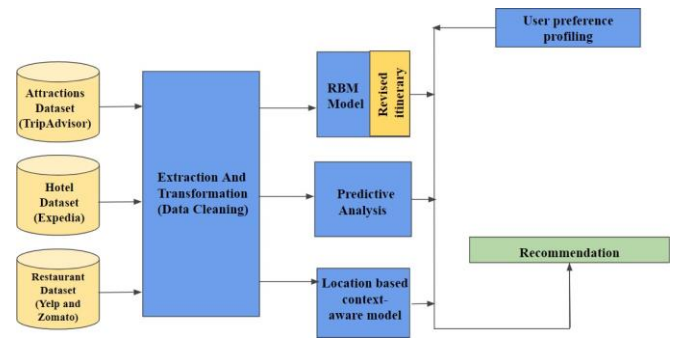 Attractions
Dataset
(TripAdvisor)
Hotel
Dataset
(Expedia)
Restaurant
Dataset
(Yelp and
Zomato)
Extraction And
Transformation
(Data Cleaning)
RBM
Model
Revised
itinerary
Predictive
Analysis
Location based
context-
aware model
User preference
profiling
Recommendation